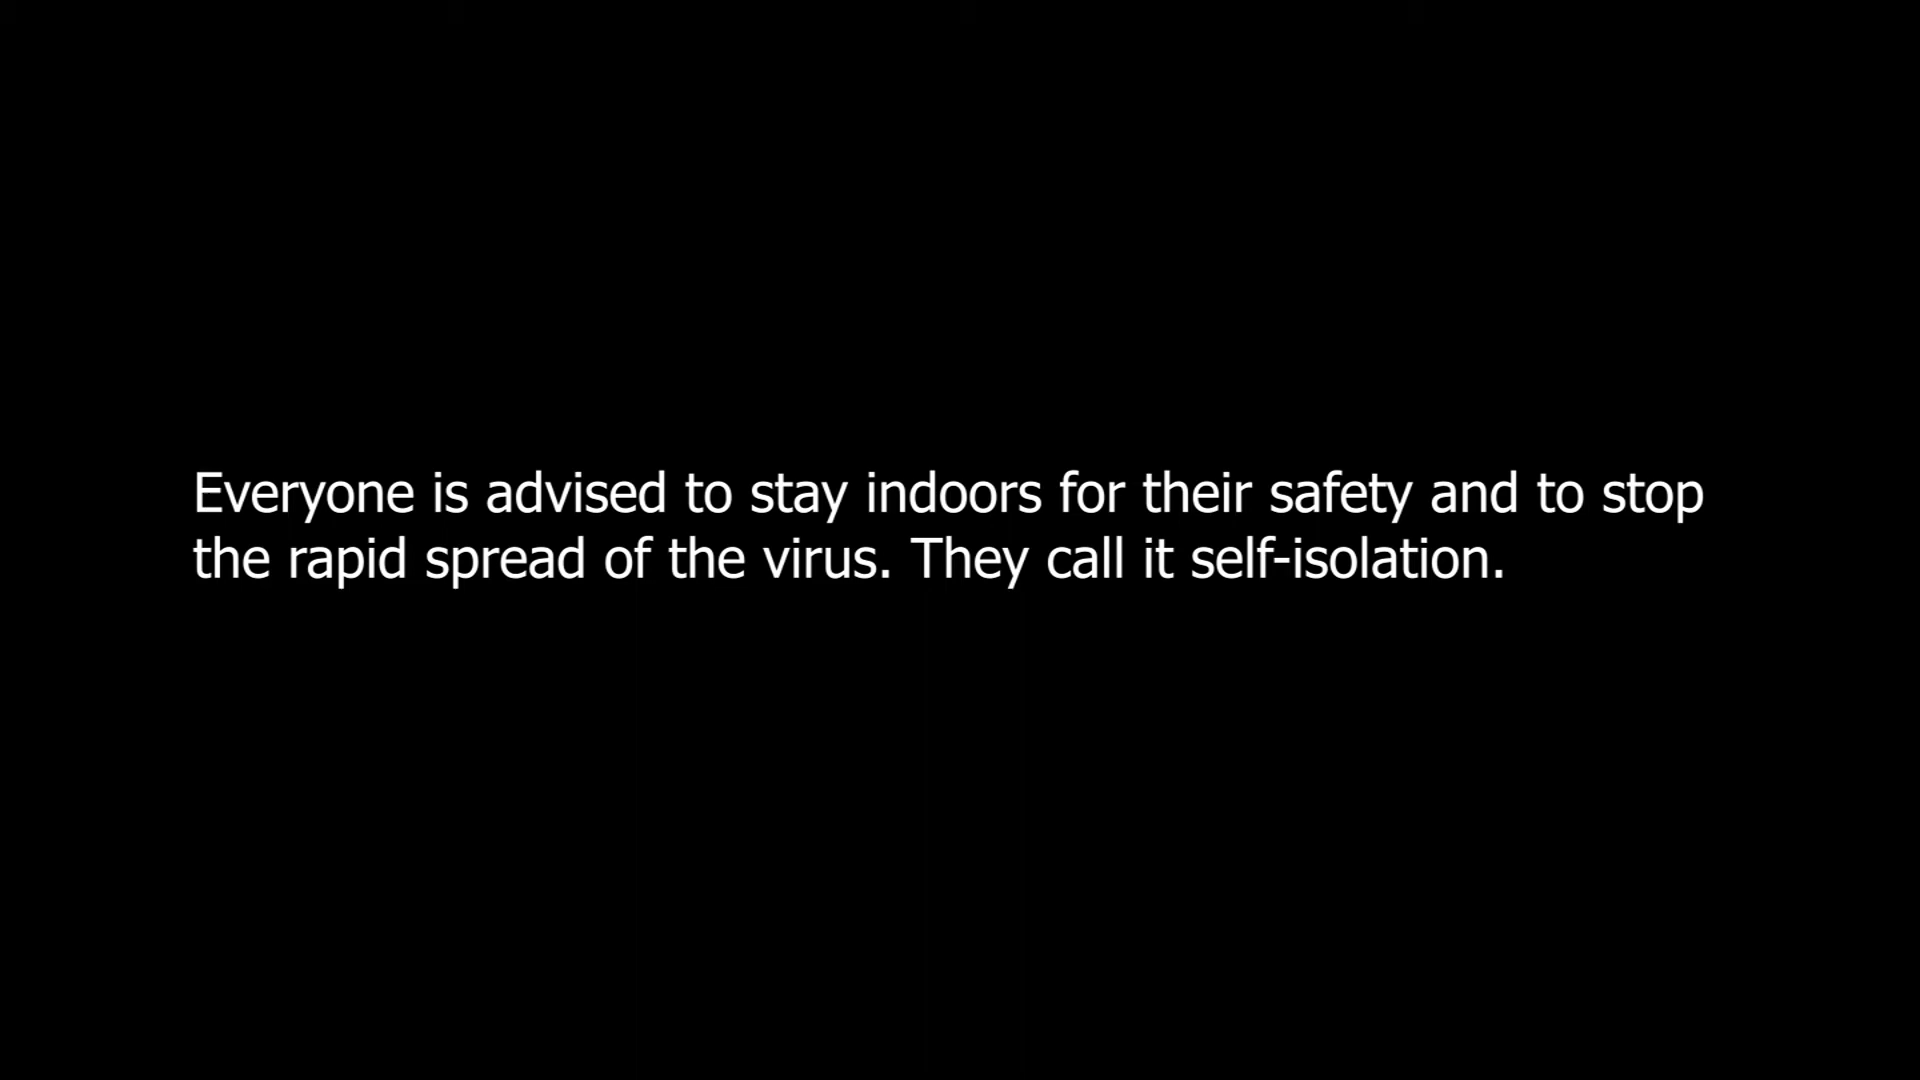 Everyone is advised to stay indoors for their safety and to stop
the rapid spread of the virus. They call it self-isolation.